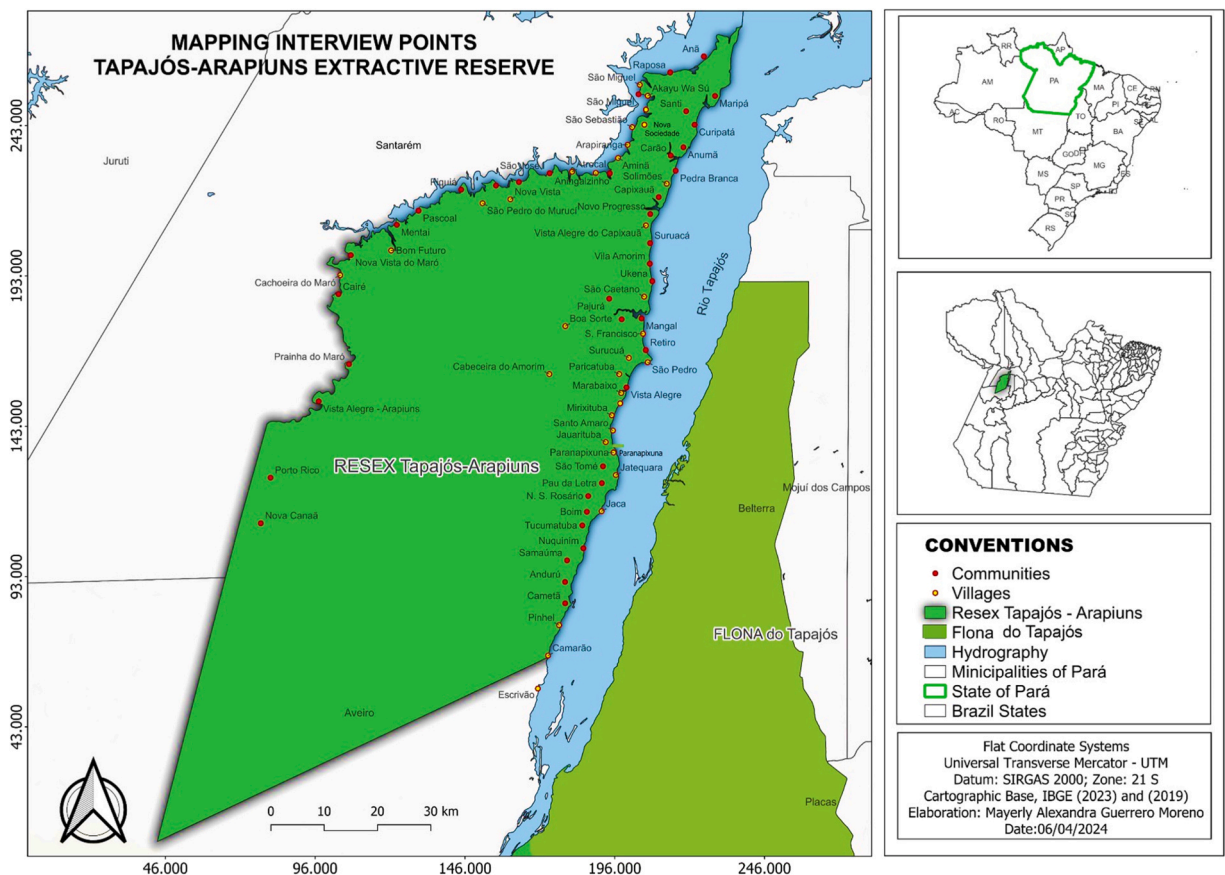 MAPPING INTERVIEW POINTS
TAPAJÓS-ARAPIUNS EXTRACTIVE RESERVE
Anã
Raposa
São Miguel
Akayu Wa Sú
São Miguel
Santi
Maripá
São Sebastião
Nova
Sociedade
Curipatá
Santarém
Juruti
Arapiranga
Carão
Anumã
São José
Atrocal
Aminã
Solimões
Pedra Branca
Aningalzinho
Capixauã
Nova Vista
São Pedro do Muruci
Novo Progresso
Pascoal
Mentai
Vista Alegre do Capixauã
Suruacá
Bom Futuro
Nova Vista do Maró
Vila Amorim
Cachoeira do Maró
Ukena
Cairé
São Caetano
Rio Tapajós
Pajurá
Boa Sorte
Mangal
S. Francisco
Retiro
Surucuá
Prainha do Maró
Cabeceira do Amorim
Paricatuba
São Pedro
Marabaixo
Vista Alegre
Vista Alegre - Arapiuns
Mirixituba
Santo Amaro
Jauarituba
Paranapixuna
Paranapixuna
RESEX Tapajós-Arapiuns
São Tomé
Jatequara
Porto Rico
Pau da Letra
Mojuí dos Campos
N. S. Rosário
Jaca
Belterra
Nova Canaã
Boim
Tucumatuba
Nuquinim
Samaúma
Andurú
Cametã
Pinhel
FLONA do Tapajós
Camarão
Escrivão
Aveiro
Placas
0 10 20 30 km
46.000 96.000 146.000 196.000 246.000
243.000
193.000
143.000
93.000
43.000
RR
AP
AM
PA
MA
CE
RN
PI
AC
RO
TO
AL
SE
MT
BA
GO
DF
MG
MS
ES
SP
PR
SC
RS
CONVENTIONS
Communities
Villages
Resex Tapajós - Arapiuns
Flona do Tapajós
Hydrography
Minicipalities of Pará
State of Pará
Brazil States
Flat Coordinate Systems
Universal Transverse Mercator - UTM
Datum: SIRGAS 2000; Zone: 21 S
Cartographic Base, IBGE (2023) and (2019)
Elaboration: Mayerly Alexandra Guerrero Moreno
Date:06/04/2024